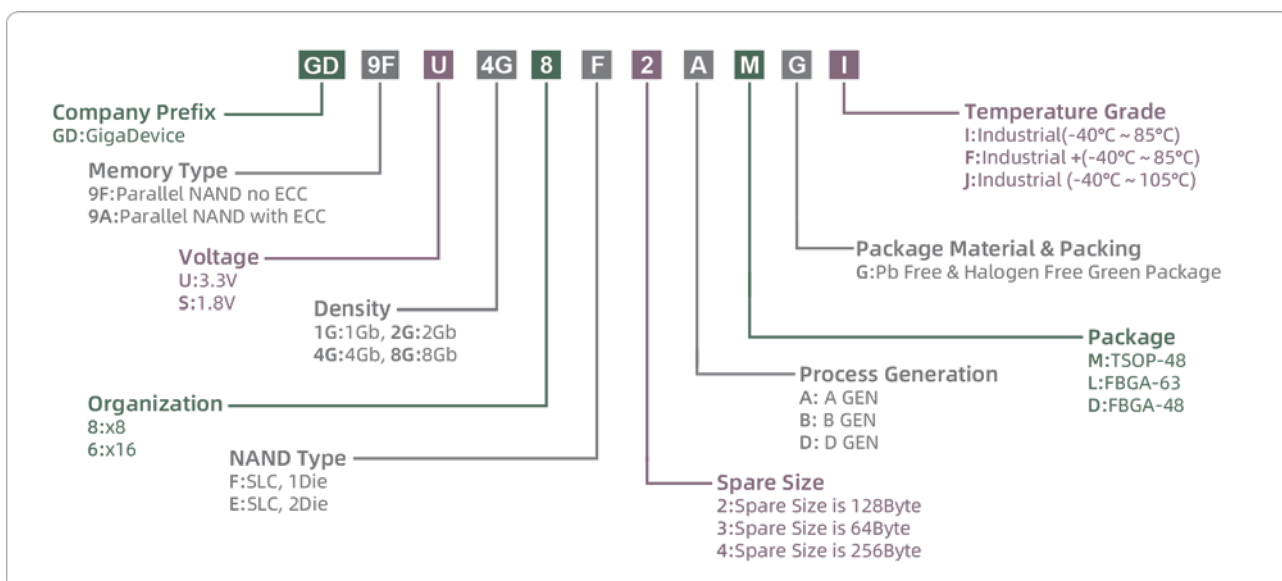 GD 9F U 4G 8 F 2 A M G I
Company Prefix
GD:GigaDevice
Memory Type
9F:Parallel NAND no ECC
9A:Parallel NAND with ECC
Voltage
U:3.3V
S:1.8V
Density
1G:1Gb, 2G:2Gb
4G:4Gb, 8G:8Gb
Organization
8:x8
6:x16
NAND Type
F:SLC, 1Die
E:SLC, 2Die
Temperature Grade
I:Industrial(-40℃ ~ 85℃)
F:Industrial +(-40℃ ~ 85℃)
J:Industrial (-40℃ ~ 105℃)
Package Material & Packing
G:Pb Free & Halogen Free Green Package
Package
M:TSOP-48
L:FBGA-63
D:FBGA-48
Process Generation
A: A GEN
B: B GEN
D: D GEN
Spare Size
2:Spare Size is 128Byte
3:Spare Size is 64Byte
4:Spare Size is 256Byte